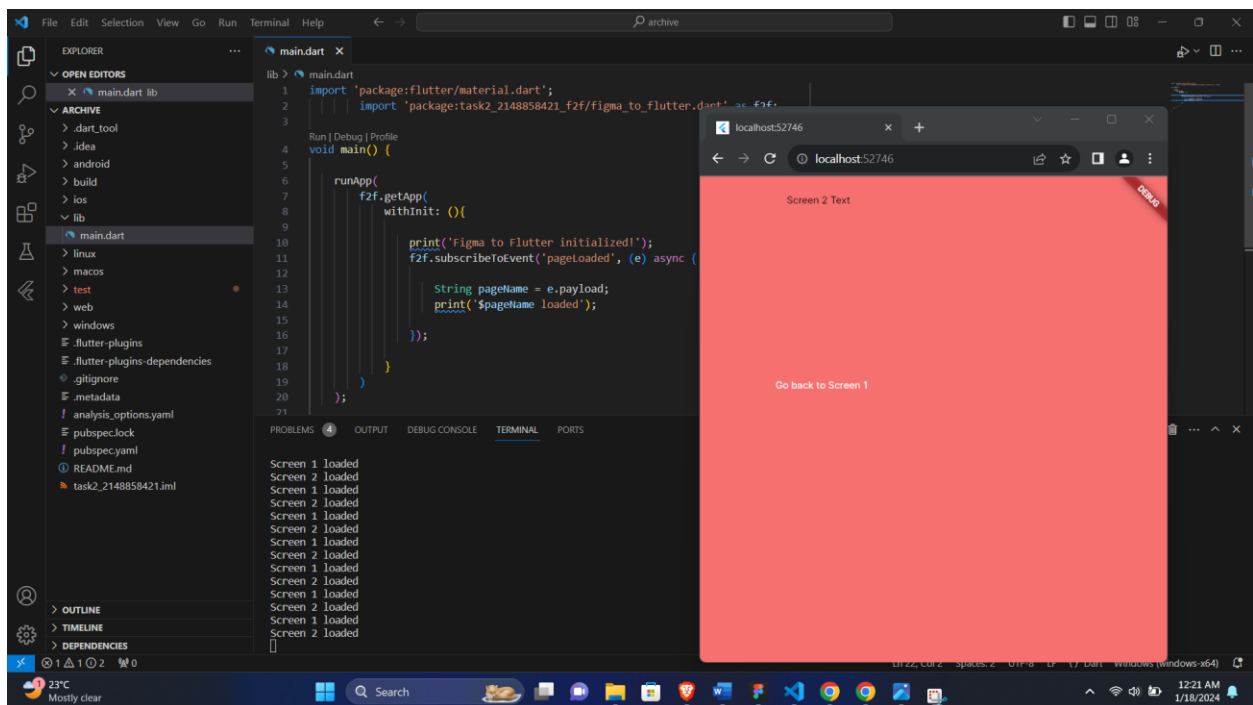 File Edit Selection View Go Run Terminal Help
archive
EXPLORER
main.dart
OPEN EDITORS
main.dart lib
ARCHIVE
.dart_tool
.idea
android
build
ios
lib
main.dart
linux
macos
test
web
windows
.flutter-plugins
.flutter-plugins-dependencies
.gitignore
.metadata
analysis_options.yaml
pubspec.lock
pubspec.yaml
README.md
task2_2148858421.iml
OUTLINE
TIMELINE
DEPENDENCIES
lib > main.dart
1 import 'package:flutter/material.dart';
2 import 'package:task2_2148858421_f2f/figma_to_flutter.dart' as f2f;
3
Run | Debug | Profile
4 void main() {
5
6 runApp(
7 f2f.getApp(
8 withInit: (){
9
10 print('Figma to Flutter initialized!');
11 f2f.subscribeToEvent('pageLoaded', (e) async {
12
13 String pageName = e.payload;
14 print('$pageName loaded');
15
16 });
17
18 }
19 )
20 );
21
PROBLEMS 4 OUTPUT DEBUG CONSOLE TERMINAL PORTS
Screen 1 loaded
Screen 2 loaded
Screen 1 loaded
Screen 2 loaded
Screen 1 loaded
Screen 2 loaded
Screen 1 loaded
Screen 2 loaded
Screen 1 loaded
Screen 2 loaded
Screen 1 loaded
Screen 2 loaded
Screen 1 loaded
Screen 2 loaded
localhost:52746
localhost:52746
DEBUG
Screen 2 Text
Go back to Screen 1
1 1 2 0
Ln 22, Col 2 Spaces: 2 UTF-8 LF {} Dart Windows (windows-x64)
1
23°C
Mostly clear
Search
12:21 AM
1/18/2024